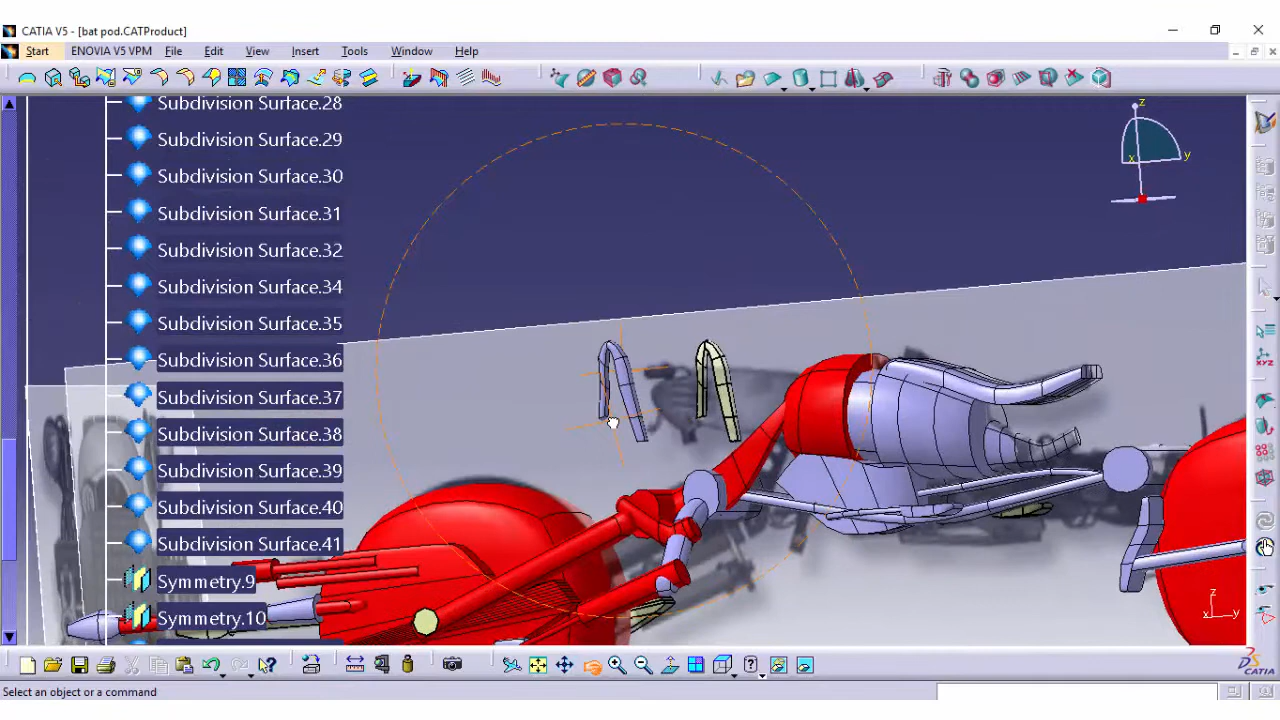 CATIA V5 - [bat pod.CATProduct]
Start ENOVIA V5 VPM File Edit View Insert Tools Window Help
Subdivision Surface.28
Subdivision Surface.29
Subdivision Surface.30
Subdivision Surface.31
Subdivision Surface.32
Subdivision Surface.34
Subdivision Surface.35
Subdivision Surface.36
Subdivision Surface.37
Subdivision Surface.38
Subdivision Surface.39
Subdivision Surface.40
Subdivision Surface.41
Symmetry.9
Symmetry.10
z
x y
z
x y
CATIA
Select an object or a command